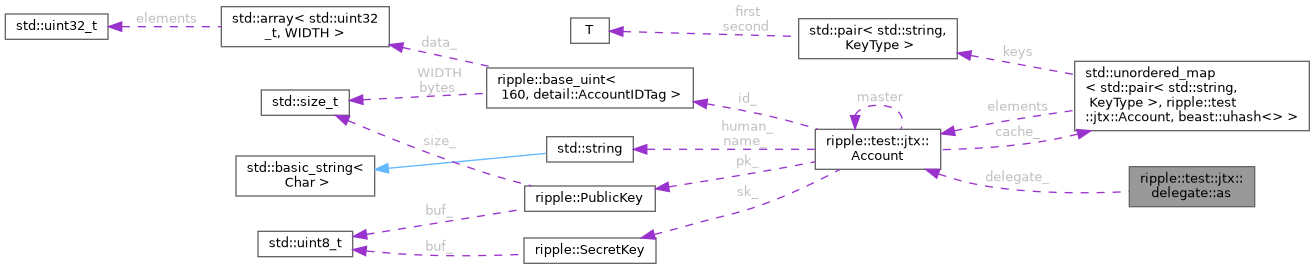 std::uint32_t
elements
std::array< std::uint32
_t, WIDTH >
first
second
T
std::pair< std::string,
KeyType >
keys
data_
WIDTH
bytes
std::size_t
ripple::base_uint<
160, detail::AccountIDTag >
id_
master
elements
cache_
std::unordered_map
< std::pair< std::string,
KeyType >, ripple::test
::jtx::Account, beast::uhash<> >
size_
std::basic_string<
Char >
std::string
human_
name_
ripple::test::jtx::
Account
pk_
sk_
delegate_
ripple::test::jtx::
delegate::as
ripple::PublicKey
buf_
std::uint8_t
buf_
ripple::SecretKey